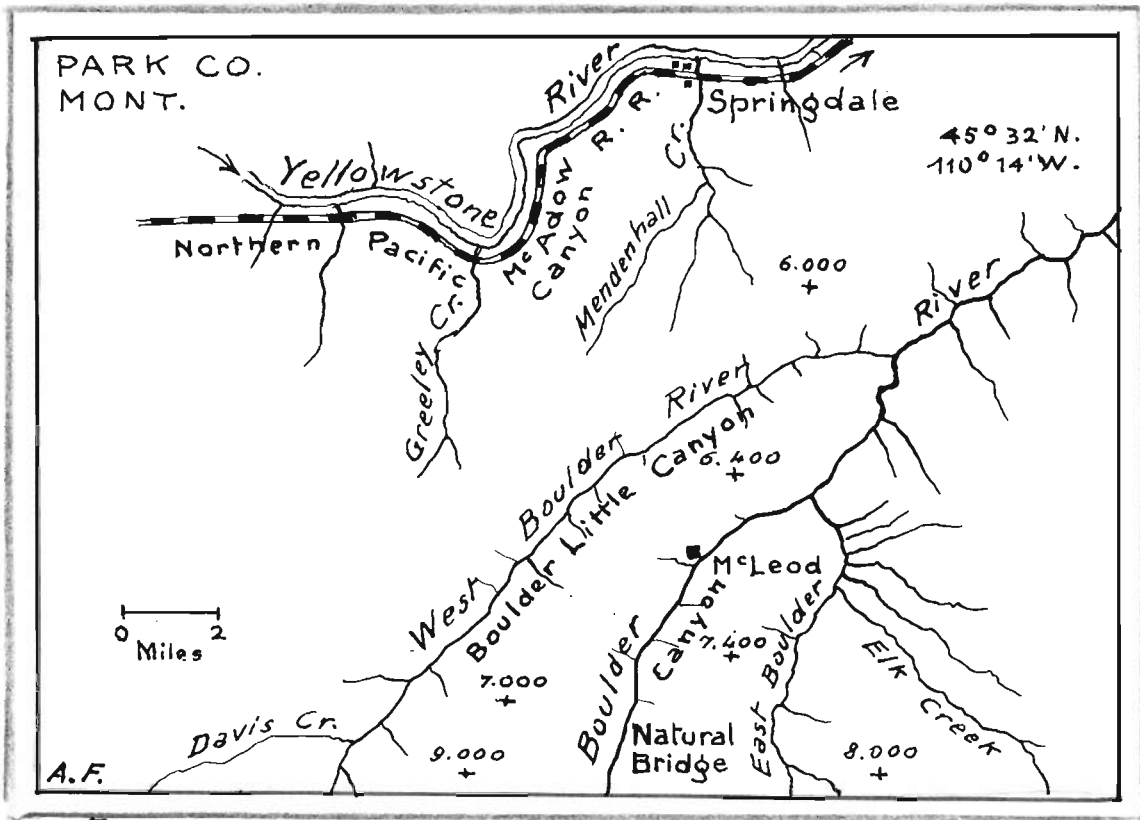 PARK CO.
MONT.
Yellowstone River
Springdale
45° 32' N.
110° 14' W.
Northern Pacific R. R.
McAdow
Canyon
Mendenhall Cr.
Greeley Cr.
6.000
River
West Boulder River
Boulder Little Canyon
6.400
McLeod
Boulder
Canyon
7.400
East Boulder
Elk Creek
0 2
Miles
7.000
Davis Cr.
9.000
Natural
Bridge
8.000
A.F.